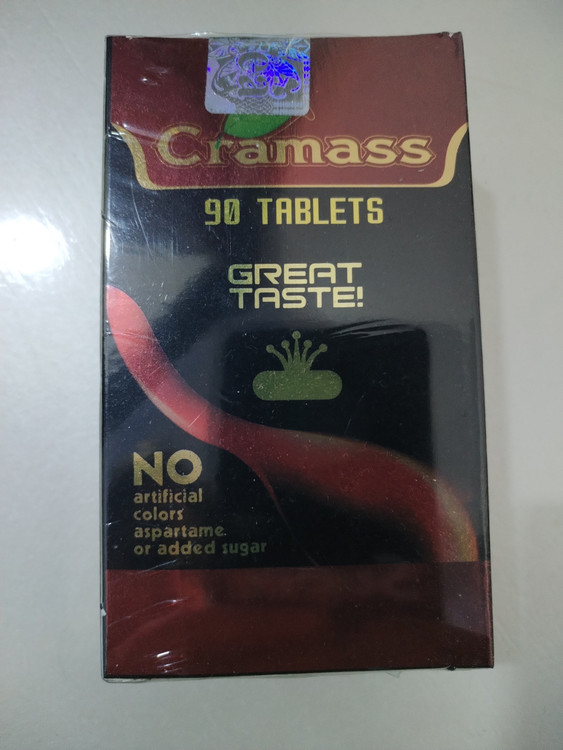 Cramass
90 TABLETS
GREAT
TASTE!
NO
artificial
colors
aspartame
or added sugar